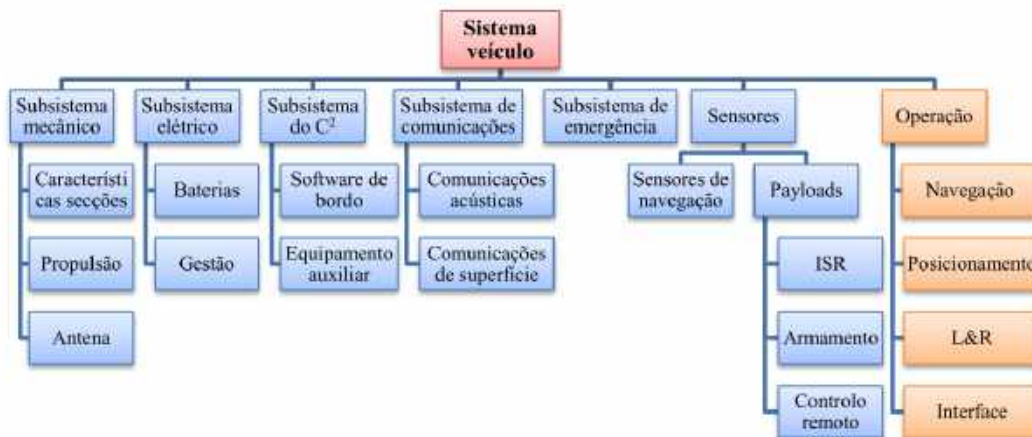 Sistema
veículo
Subsistema
mecânico
Subsistema
elétrico
Subsistema
do C²
Subsistema de
comunicações
Subsistema de
emergência
Sensores
Operação
Característi
cas secções
Baterias
Software de
bordo
Comunicações
acústicas
Sensores de
navegação
Payloads
Navegação
Propulsão
Gestão
Equipamento
auxiliar
Comunicações
de superfície
ISR
Posicionamento
Antena
Armamento
L&R
Controlo
remoto
Interface